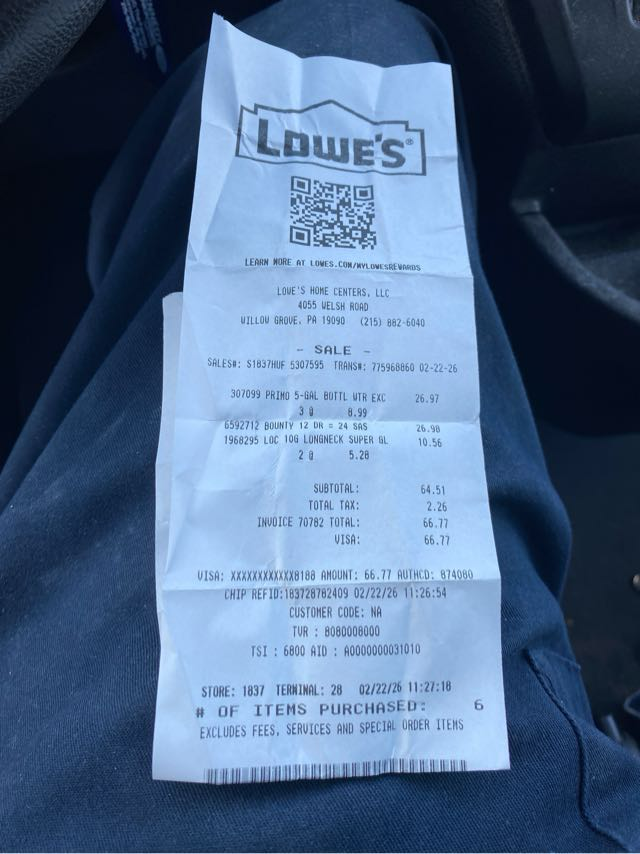 LOWE'S®
LEARN MORE AT LOWES.COM/MYLOWESREWARDS
LOWE'S HOME CENTERS, LLC
4055 WELSH ROAD
WILLOW GROVE, PA 19090 (215) 882-6040
- SALE -
SALES#: S1837HUF 5307595 TRANS#: 775968860 02-22-26
307099 PRIMO 5-GAL BOTTL WTR EXC 26.97
3 @ 8.99
6592712 BOUNTY 12 DR = 24 SAS 26.98
1968295 LOC 10G LONGNECK SUPER GL 10.56
2 @ 5.28
SUBTOTAL: 64.51
TOTAL TAX: 2.26
INVOICE 70782 TOTAL: 66.77
VISA: 66.77
VISA: XXXXXXXXXXXX8188 AMOUNT: 66.77 AUTHCD: 874080
CHIP REFID:183728782409 02/22/26 11:26:54
CUSTOMER CODE: NA
TVR : 8080008000
TSI : 6800 AID : A0000000031010
STORE: 1837 TERMINAL: 28 02/22/26 11:27:18
# OF ITEMS PURCHASED: 6
EXCLUDES FEES, SERVICES AND SPECIAL ORDER ITEMS